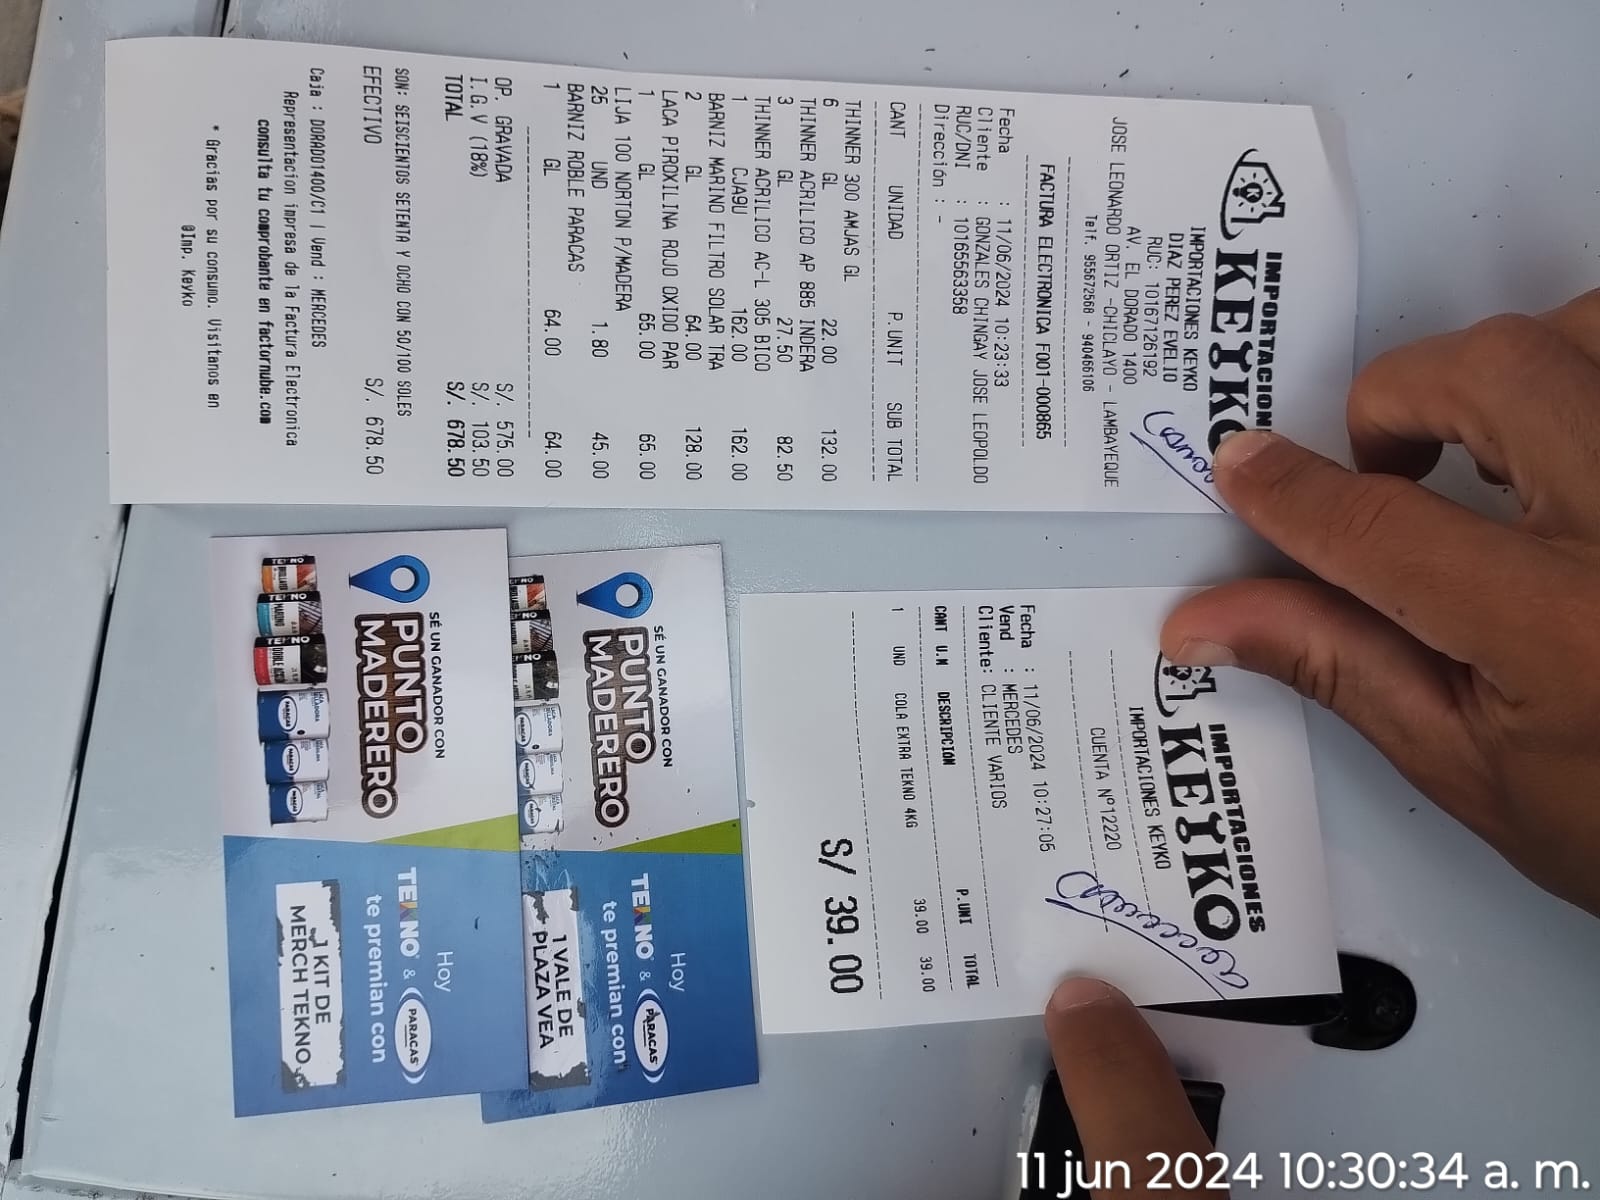 IMPORTACION
KEYKO
IMPORTACIONES KEYKO
DIAZ PEREZ EVELIO
RUC: 10167126192
AV. EL DORADO 1400
JOSE LEONARDO ORTIZ -CHICLAYO - LAMBAYEQUE
Telf. 955672568 - 940466106
FACTURA ELECTRONICA F001-000865
Fecha : 11/06/2024 10:23:33
Cliente : GONZALES CHINGAY JOSE LEOPOLDO
RUC/DNI : 10165563358
Dirección : -
CANT UNIDAD P.UNIT SUB TOTAL
THINNER 300 AMJAS GL
6 GL 22.00 132.00
THINNER ACRILICO AP 885 INDERA
3 GL 27.50 82.50
THINNER ACRILICO AC-L 305 BICO
1 CJA9U 162.00 162.00
BARNIZ MARINO FILTRO SOLAR TRA
2 GL 64.00 128.00
LACA PIROXILINA ROJO OXIDO PAR
1 GL 65.00 65.00
LIJA 100 NORTON P/MADERA
25 UND 1.80 45.00
BARNIZ ROBLE PARACAS
1 GL 64.00 64.00
OP. GRAVADA S/. 575.00
I.G.V (18%) S/. 103.50
TOTAL S/. 678.50
SON: SEISCIENTOS SETENTA Y OCHO CON 50/100 SOLES
EFECTIVO S/. 678.50
Caja : DORADO1400/C1 | Vend : MERCEDES
Representacion impresa de la Factura Electronica
consulta tu comprobante en factornube.com
* Gracias por su consumo. Visitanos en
@Imp. Keyko
IMPORTACIONES
KEYKO
IMPORTACIONES KEYKO
CUENTA Nº12220
Fecha : 11/06/2024 10:27:05
Vend : MERCEDES
Cliente: CLIENTE VARIOS
CANT U.M DESCRIPCIÓN P.UNI TOTAL
1 UND COLA EXTRA TEKNO 4KG 39.00 39.00
S/ 39.00
SÉ UN GANADOR CON
PUNTO
MADERERO
Hoy
TEKNO & PARACAS
te premian con
1 VALE DE
PLAZA VEA
SÉ UN GANADOR CON
PUNTO
MADERERO
Hoy
TEKNO & PARACAS
te premian con
1 KIT DE
MERCH TEKNO
11 jun 2024 10:30:34 a. m.